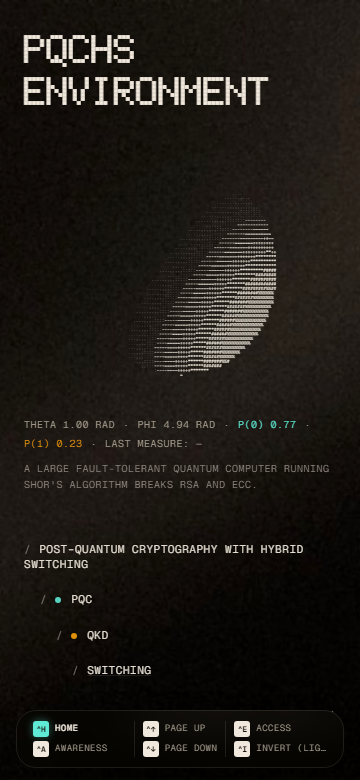 PQCHS
ENVIRONMENT
THETA 1.00 RAD · PHI 4.94 RAD · P(0) 0.77 ·
P(1) 0.23 · LAST MEASURE: —
A LARGE FAULT-TOLERANT QUANTUM COMPUTER RUNNING
SHOR'S ALGORITHM BREAKS RSA AND ECC.
/ POST-QUANTUM CRYPTOGRAPHY WITH HYBRID
SWITCHING
/ ● PQC
/ ● QKD
/ SWITCHING
^H HOME ^↑ PAGE UP ^E ACCESS
^A AWARENESS ^↓ PAGE DOWN ^I INVERT (LIG…